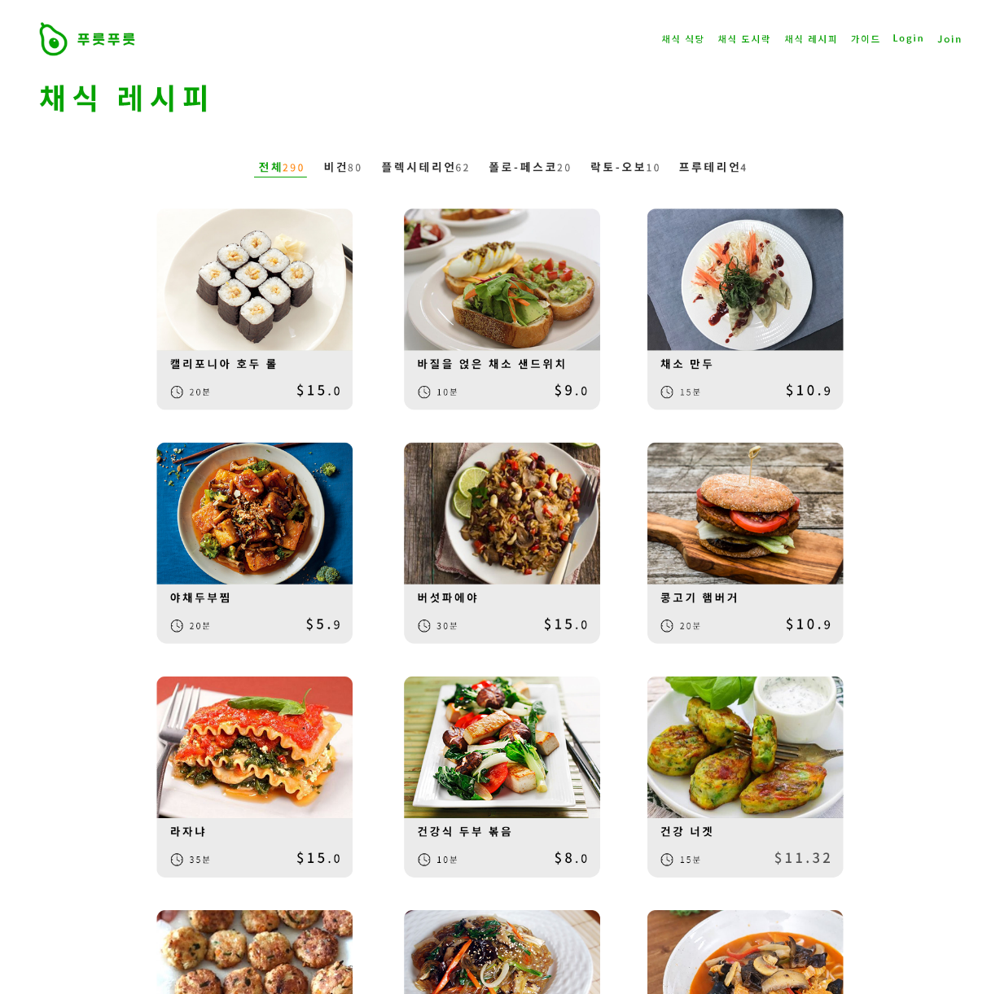 푸릇푸릇
채식 식당 채식 도시락 채식 레시피 가이드 Login Join
채식 레시피
전체290 비건80 플렉시테리언62 폴로-페스코20 락토-오보10 프루테리언4
캘리포니아 호두 롤
20분 $15.0
바질을 얹은 채소 샌드위치
10분 $9.0
채소 만두
15분 $10.9
야채두부찜
20분 $5.9
버섯파에야
30분 $15.0
콩고기 햄버거
20분 $10.9
라자냐
35분 $15.0
건강식 두부 볶음
10분 $8.0
건강 너겟
15분 $11.32